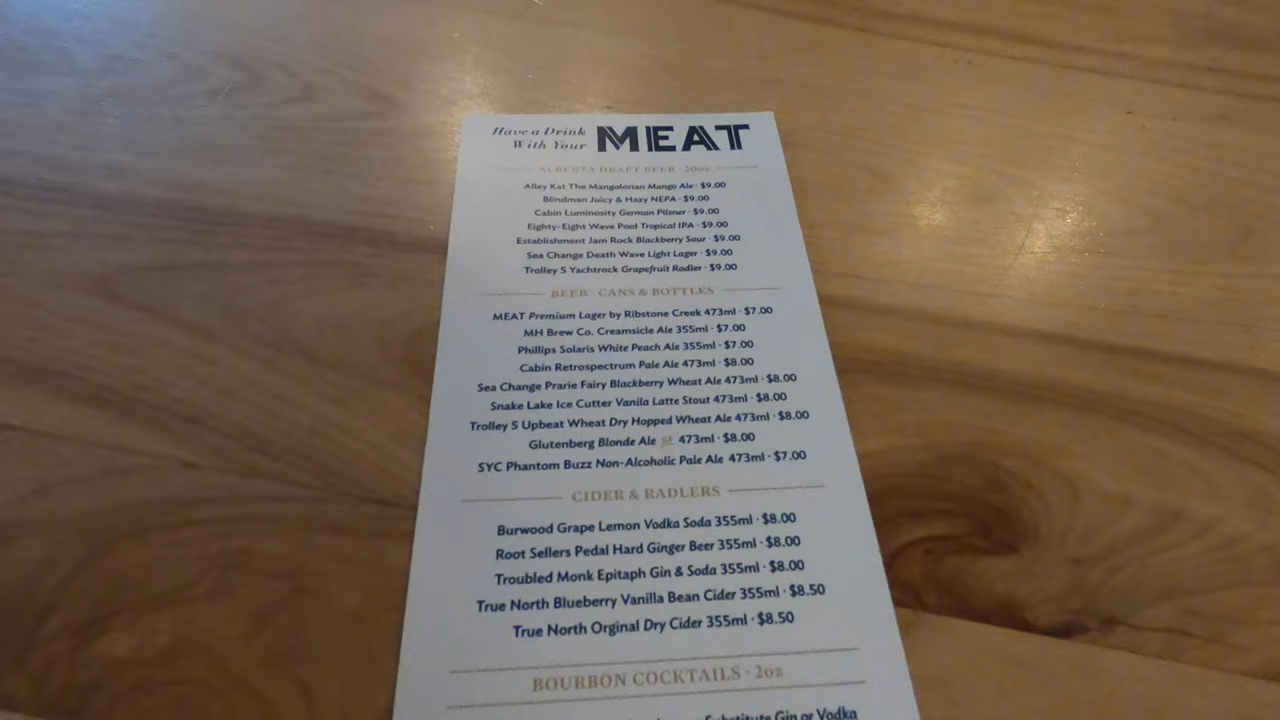 Have a Drink
With Your MEAT
ALBERTA DRAFT BEER · 20oz
Alley Kat The Mangolorian Mango Ale · $9.00
Blindman Juicy & Hazy NEPA · $9.00
Cabin Luminosity German Pilsner · $9.00
Eighty-Eight Wave Pool Tropical IPA · $9.00
Establishment Jam Rock Blackberry Sour · $9.00
Sea Change Death Wave Light Lager · $9.00
Trolley 5 Yachtrock Grapefruit Radler · $9.00
BEER · CANS & BOTTLES
MEAT Premium Lager by Ribstone Creek 473ml · $7.00
MH Brew Co. Creamsicle Ale 355ml · $7.00
Phillips Solaris White Peach Ale 355ml · $7.00
Cabin Retrospectrum Pale Ale 473ml · $8.00
Sea Change Prarie Fairy Blackberry Wheat Ale 473ml · $8.00
Snake Lake Ice Cutter Vanila Latte Stout 473ml · $8.00
Trolley 5 Upbeat Wheat Dry Hopped Wheat Ale 473ml · $8.00
Glutenberg Blonde Ale 473ml · $8.00
SYC Phantom Buzz Non-Alcoholic Pale Ale 473ml · $7.00
CIDER & RADLERS
Burwood Grape Lemon Vodka Soda 355ml · $8.00
Root Sellers Pedal Hard Ginger Beer 355ml · $8.00
Troubled Monk Epitaph Gin & Soda 355ml · $8.00
True North Blueberry Vanilla Bean Cider 355ml · $8.50
True North Orginal Dry Cider 355ml · $8.50
BOURBON COCKTAILS · 2oz
Substitute Gin or Vodka